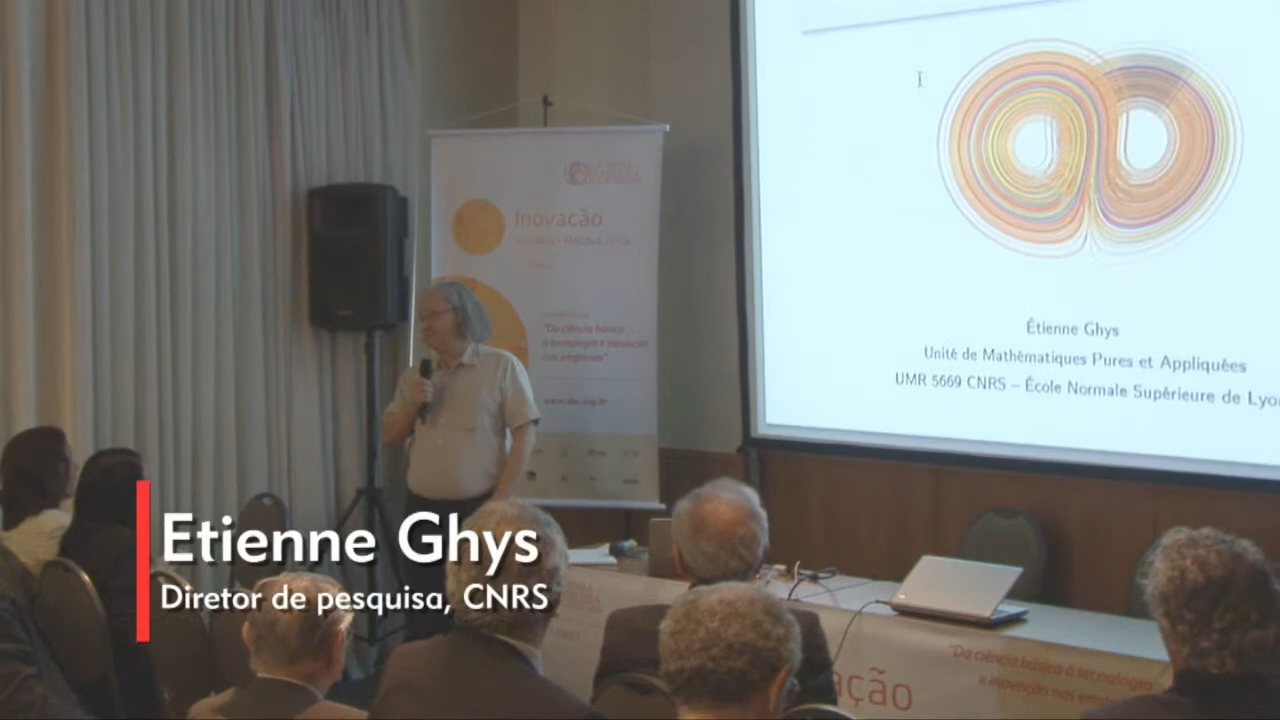 Inovação
"Da ciência básica
à tecnologia e inovação
nas empresas"
Étienne Ghys
Unité de Mathématiques Pures et Appliquées
UMR 5669 CNRS – École Normale Supérieure de Lyon
Etienne Ghys
Diretor de pesquisa, CNRS
ação
"Da ciência básica à tecnologia
e inovação nas